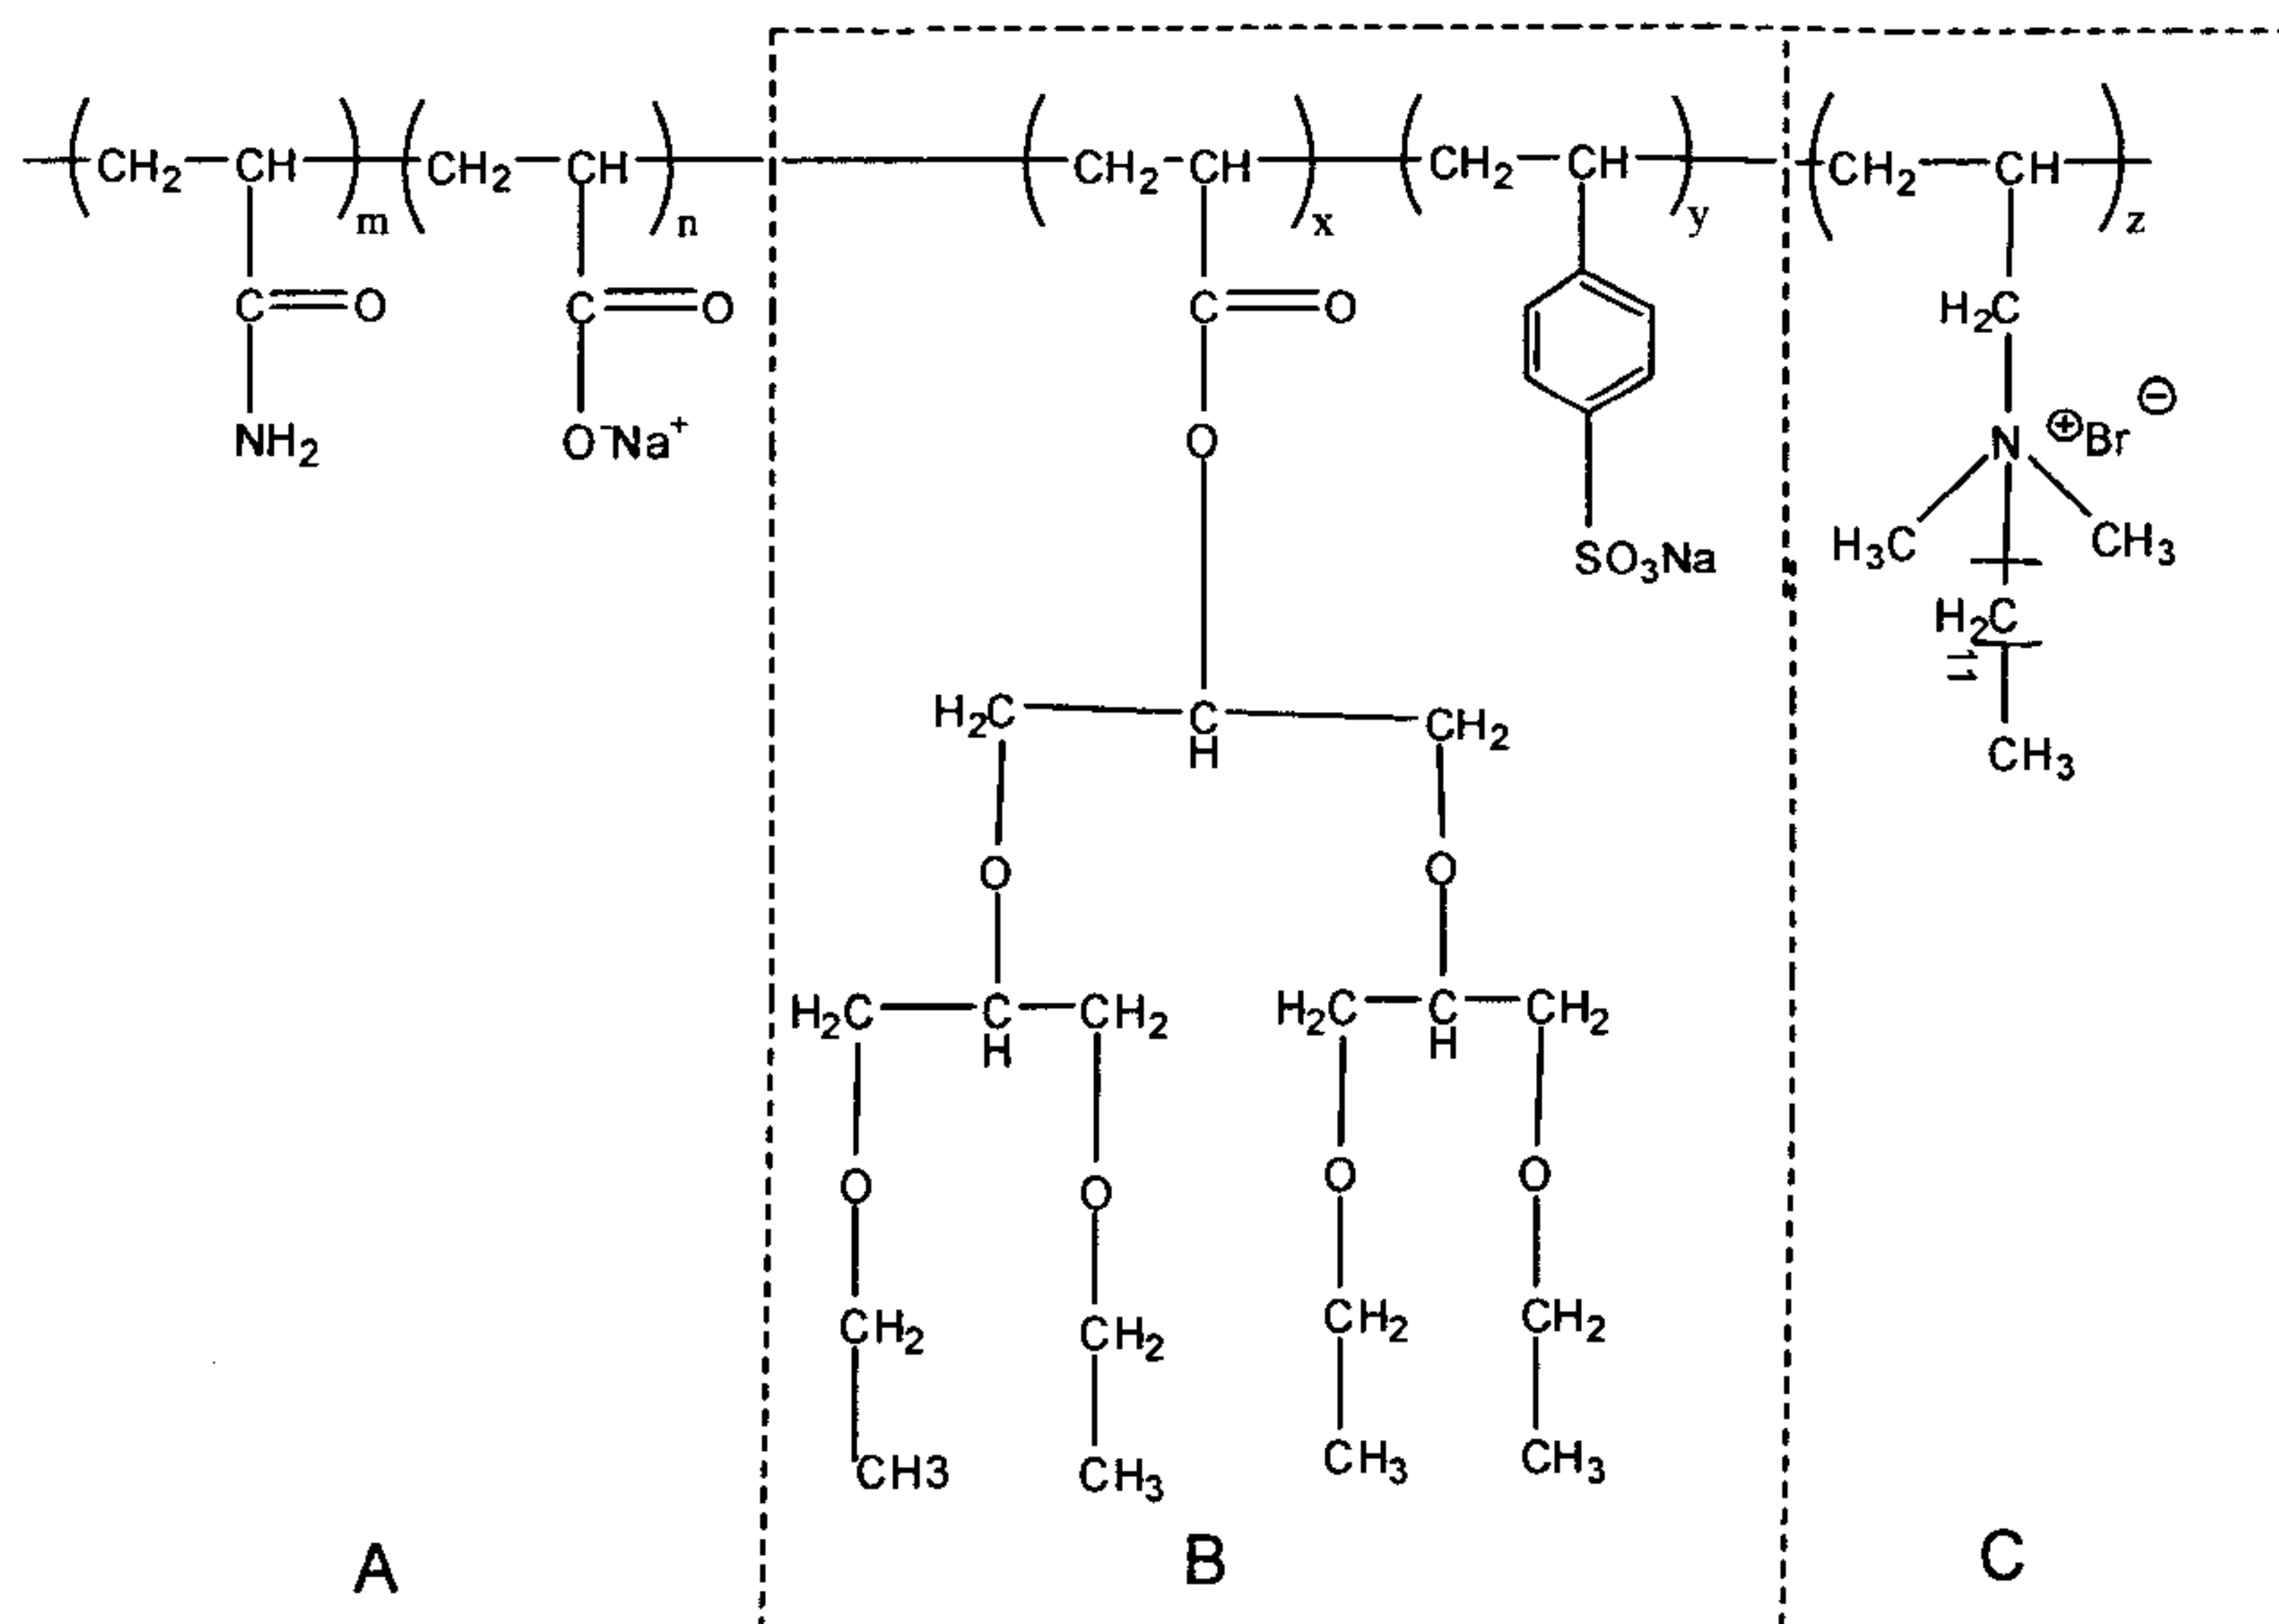 CH2 CH m CH2 CH n CH2 CH x CH2 CH y CH2 CH z
C O C O C O H2C
NH2 O-Na+ O N ⊕Br⊖
SO3Na H3C CH3
H2C
11
H2C C H CH2 CH3
O O
H2C C H CH2 H2C C H CH2
O O O O
CH2 CH2 CH2 CH2
CH3 CH3 CH3 CH3
A B C